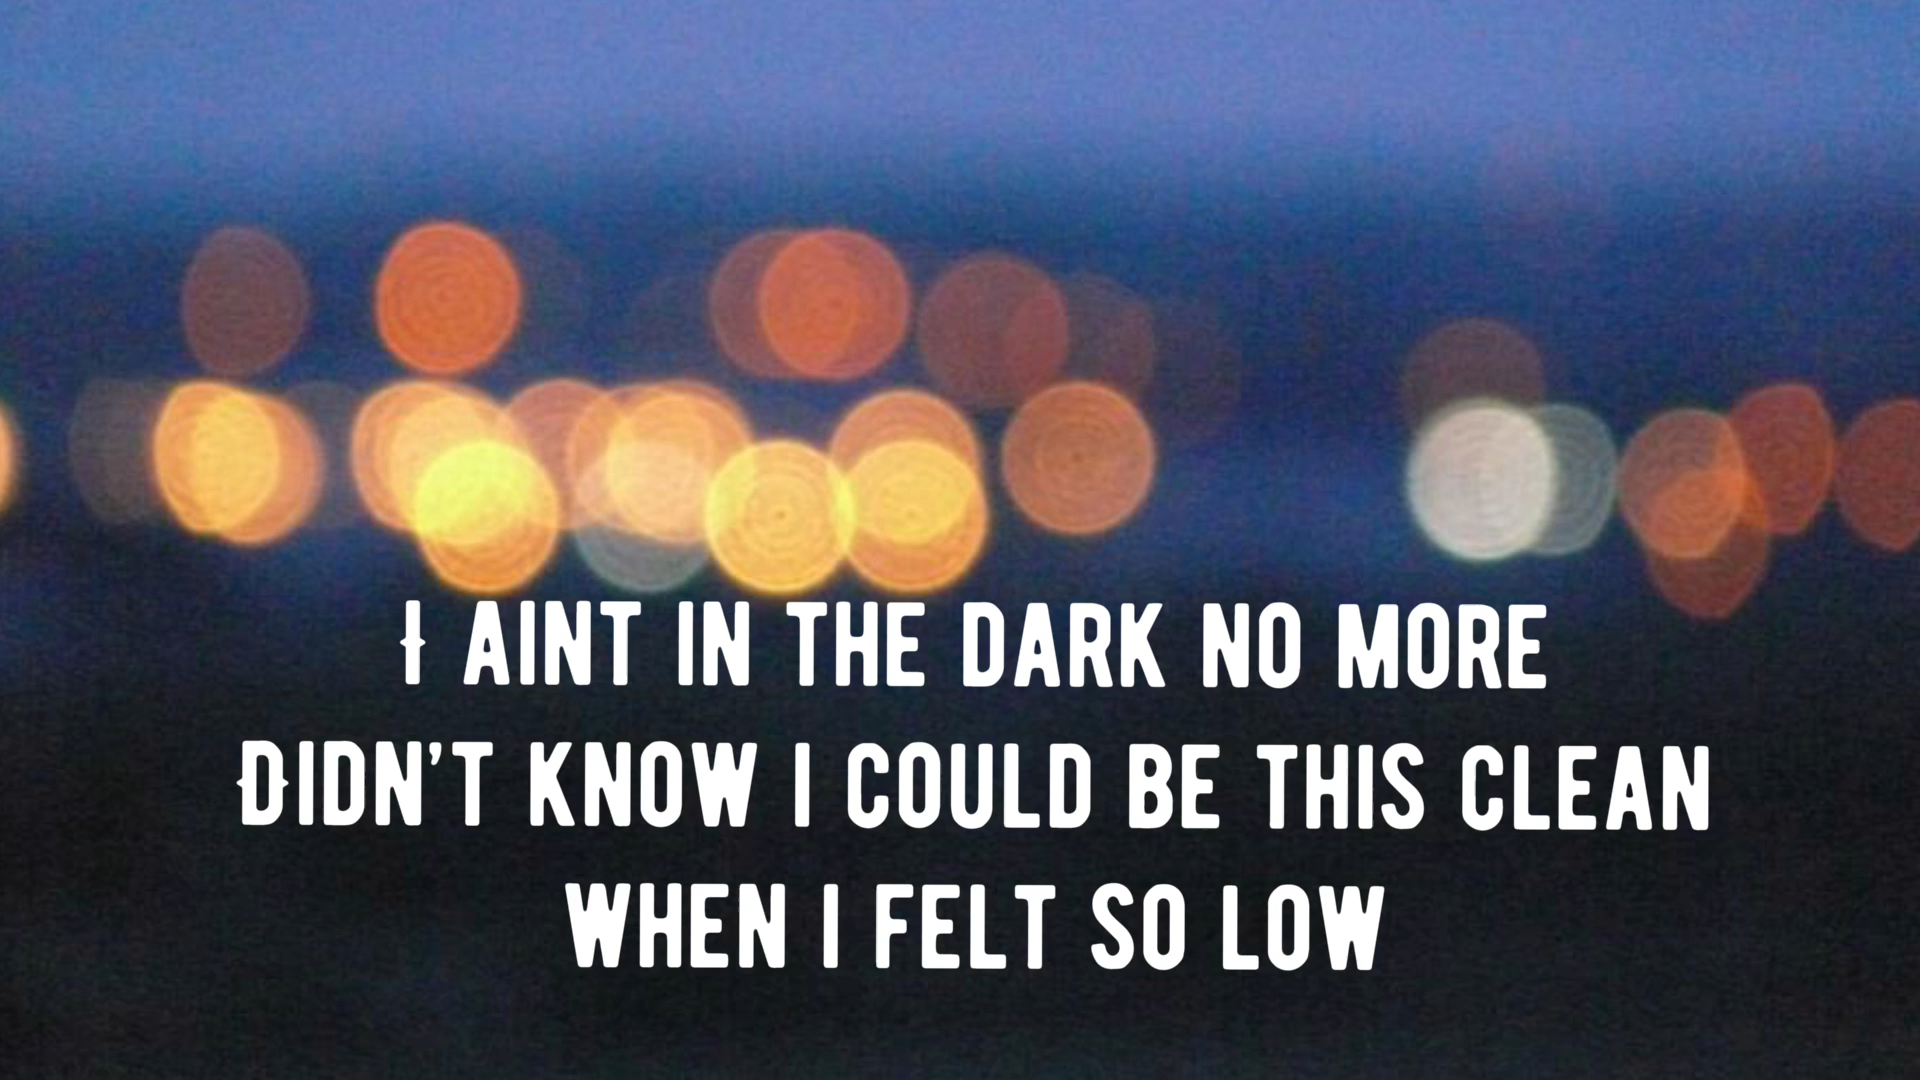 I AINT IN THE DARK NO MORE
DIDN'T KNOW I COULD BE THIS CLEAN
WHEN I FELT SO LOW